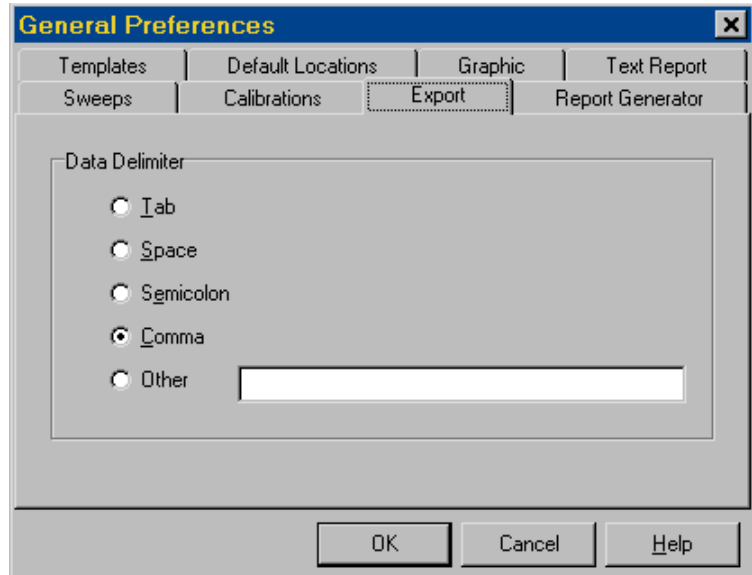 General Preferences
Templates Default Locations Graphic Text Report
Sweeps Calibrations Export Report Generator
Data Delimiter
Tab
Space
Semicolon
Comma
Other
OK Cancel Help